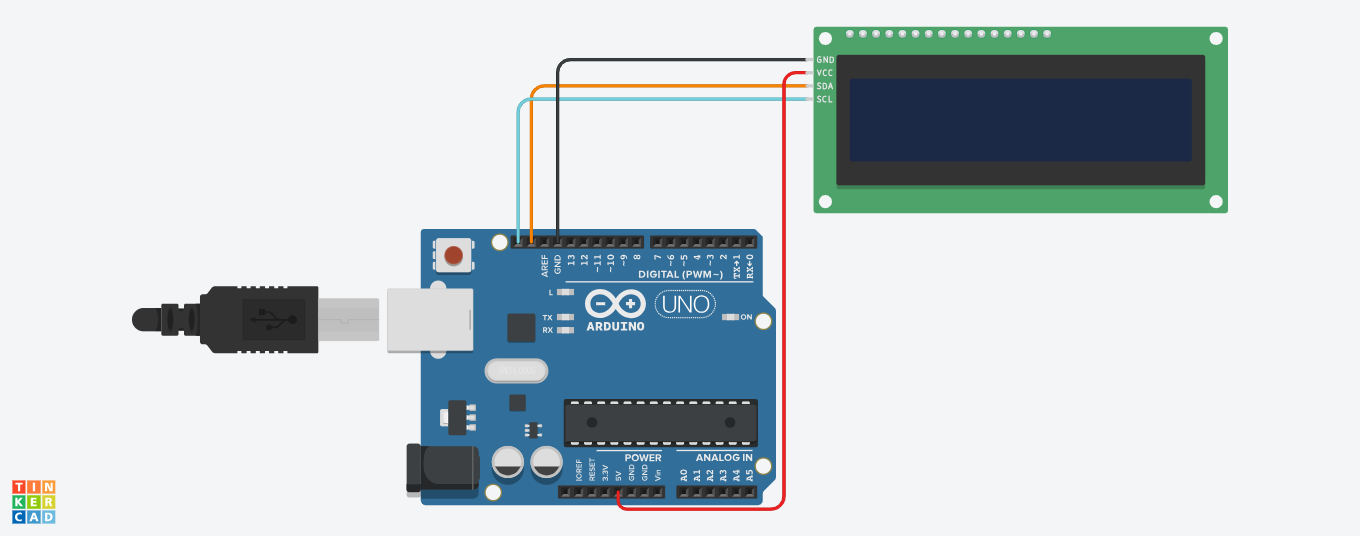 GND
VCC
SDA
SCL
AREF
GND
13
12
~11
~10
~9
8
7
~6
~5
4
~3
2
TX→1
RX←0
DIGITAL (PWM~)
L
TX
RX
ARDUINO
UNO
ON
POWER
ANALOG IN
IOREF
RESET
3.3V
5V
GND
GND
Vin
A0
A1
A2
A3
A4
A5
TIN
KER
CAD